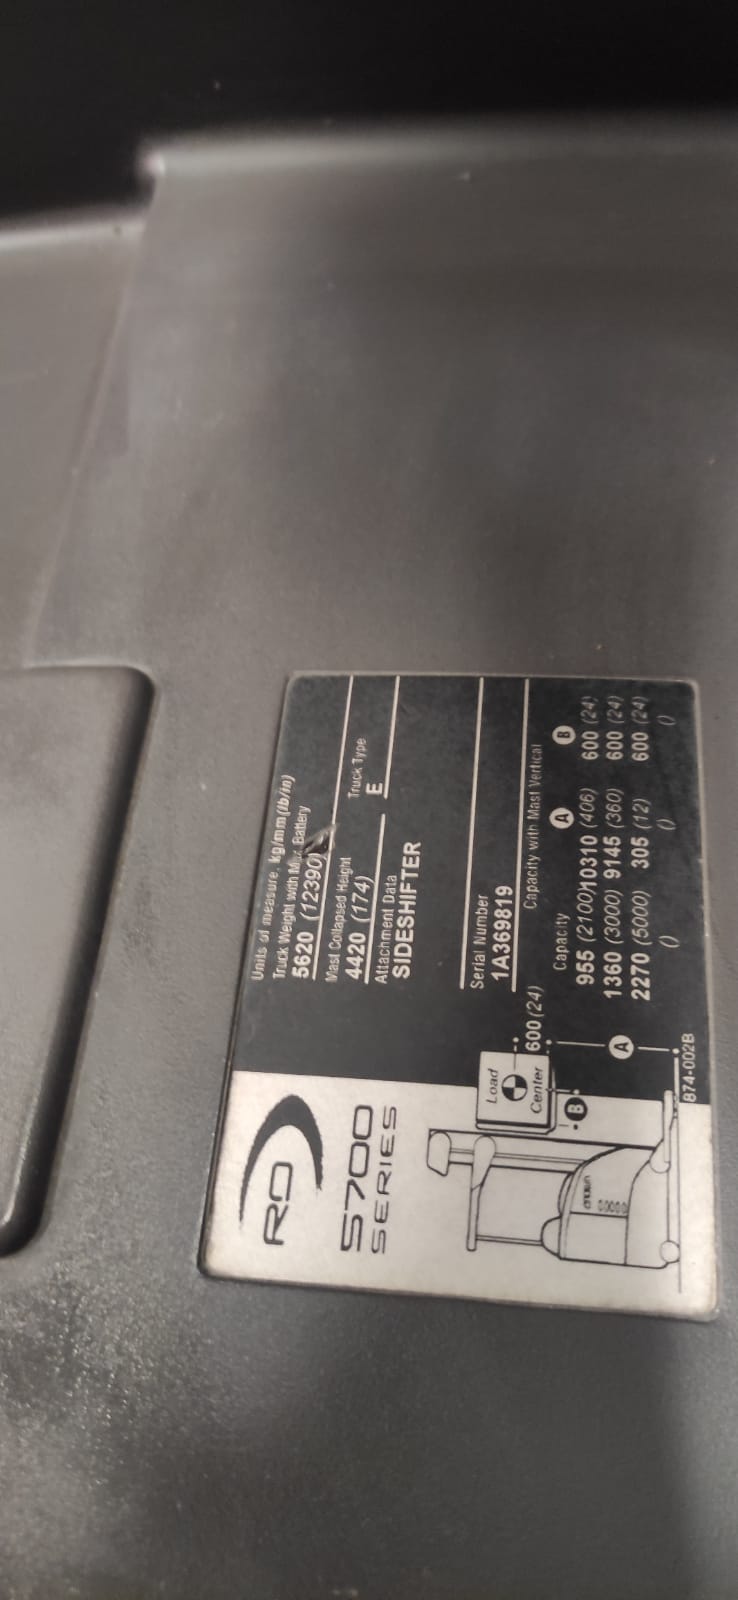 RD
5700
SERIES
Units of measure, kg/mm(lb/in)
Truck Weight with Max. Battery
5620 (12390)
Mast Collapsed Height
4420 (174)
Truck Type
E
Attachment Data
SIDESHIFTER
Serial Number
1A369819
Capacity with Mast Vertical
Capacity A B
955 (2100) 10310 (406) 600 (24)
1360 (3000) 9145 (360) 600 (24)
2270 (5000) 305 (12) 600 (24)
() () ()
600 (24)
Load
Center
B
A
CROWN
874-002B